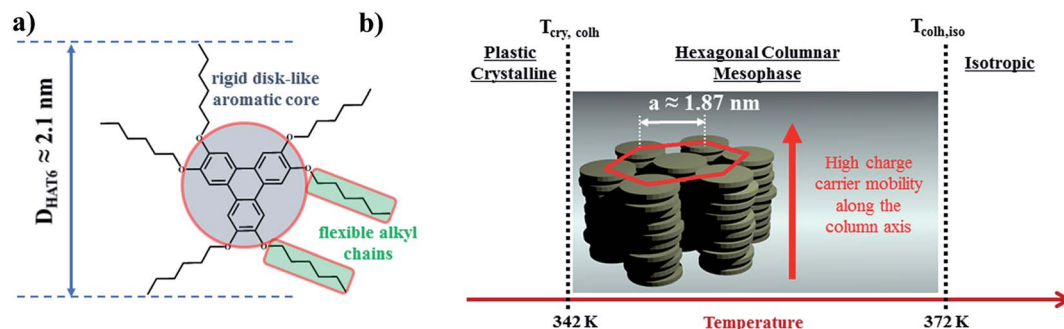 a)
D_HAT6 ≈ 2.1 nm
rigid disk-like
aromatic core
O
O
O
O
O
O
flexible alkyl
chains
b)
T_cry, colh
T_colh,iso
Plastic
Crystalline
Hexagonal Columnar
Mesophase
Isotropic
a ≈ 1.87 nm
High charge
carrier mobility
along the
column axis
342 K
Temperature
372 K